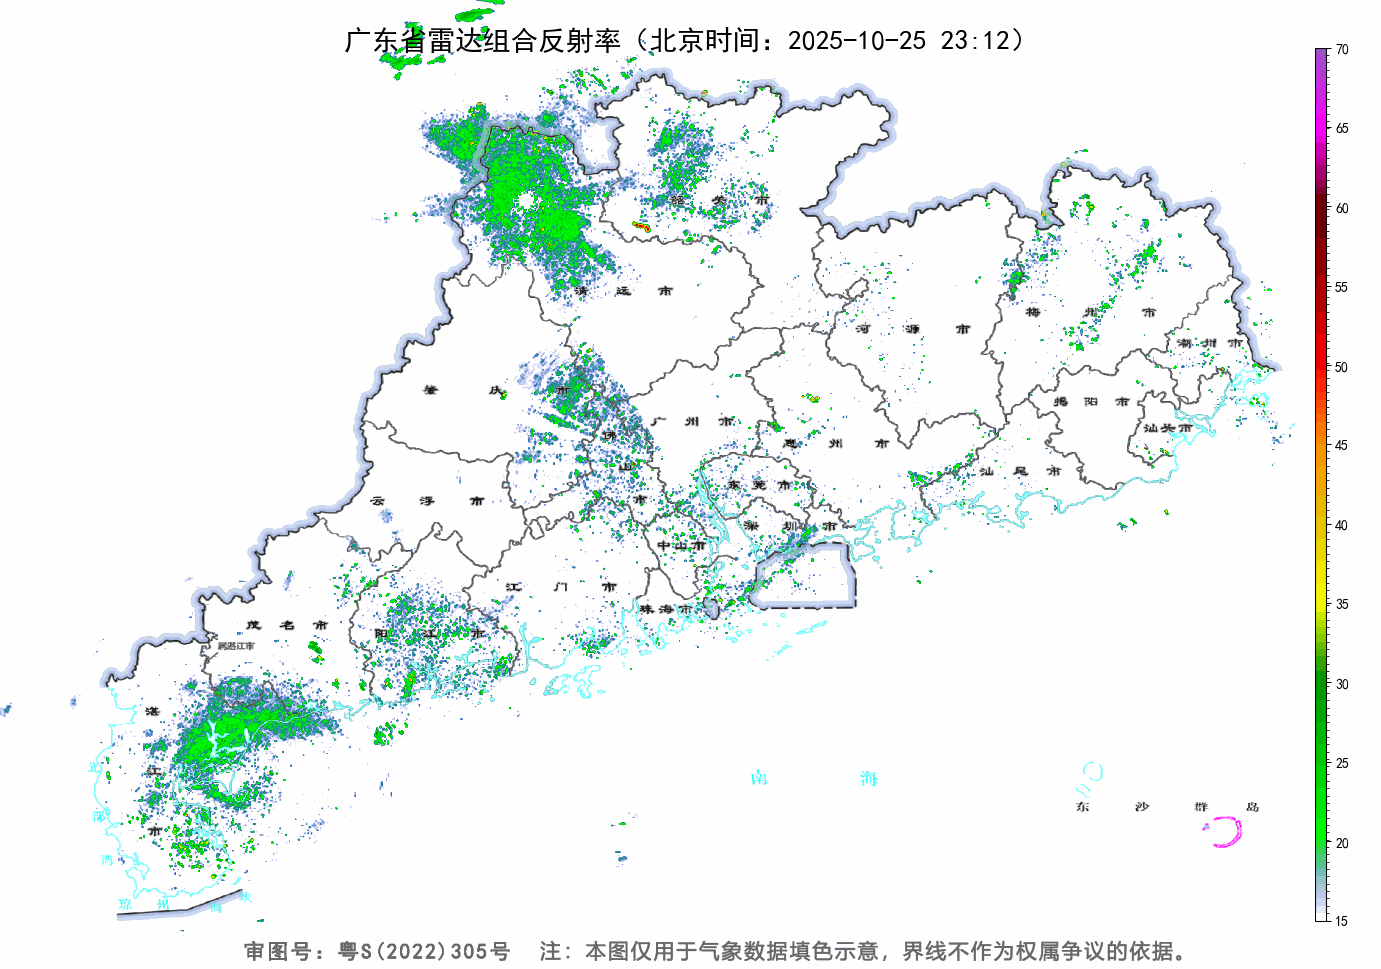 广东省雷达组合反射率（北京时间：2025-10-25 23:12）
70
65
60
55
50
45
40
35
30
25
20
15
韶 关 市
清 远 市
梅 州 市
河 源 市
潮 州 市
肇 庆 市
揭 阳 市
广 州 市
汕头市
佛 山 市
惠 州 市
汕 尾 市
东 莞 市
云 浮 市
深 圳 市
中山市
江 门 市
珠海市
茂 名 市
阳 江 市
属湛江市
湛 江 市
北 部 湾
南 海
东 沙 群 岛
琼 州 海 峡
审图号：粤S(2022)305号 注：本图仅用于气象数据填色示意，界线不作为权属争议的依据。